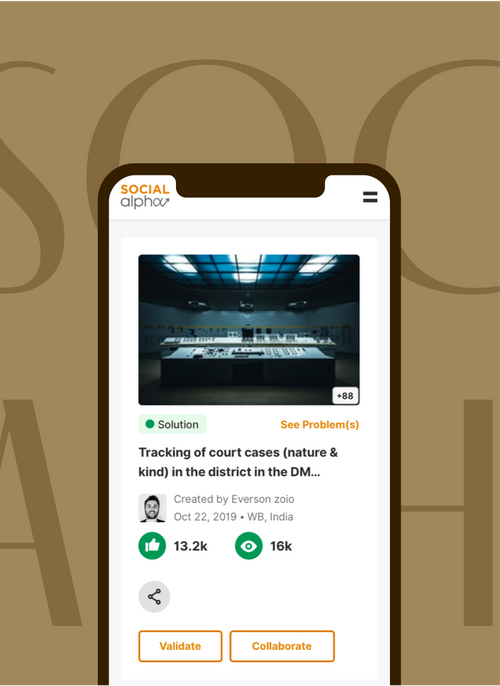 SOC
SOCIAL
alpha
+88
Solution
See Problem(s)
Tracking of court cases (nature &
kind) in the district in the DM...
Created by Everson zoio
Oct 22, 2019 • WB, India
13.2k
16k
Validate
Collaborate
A H